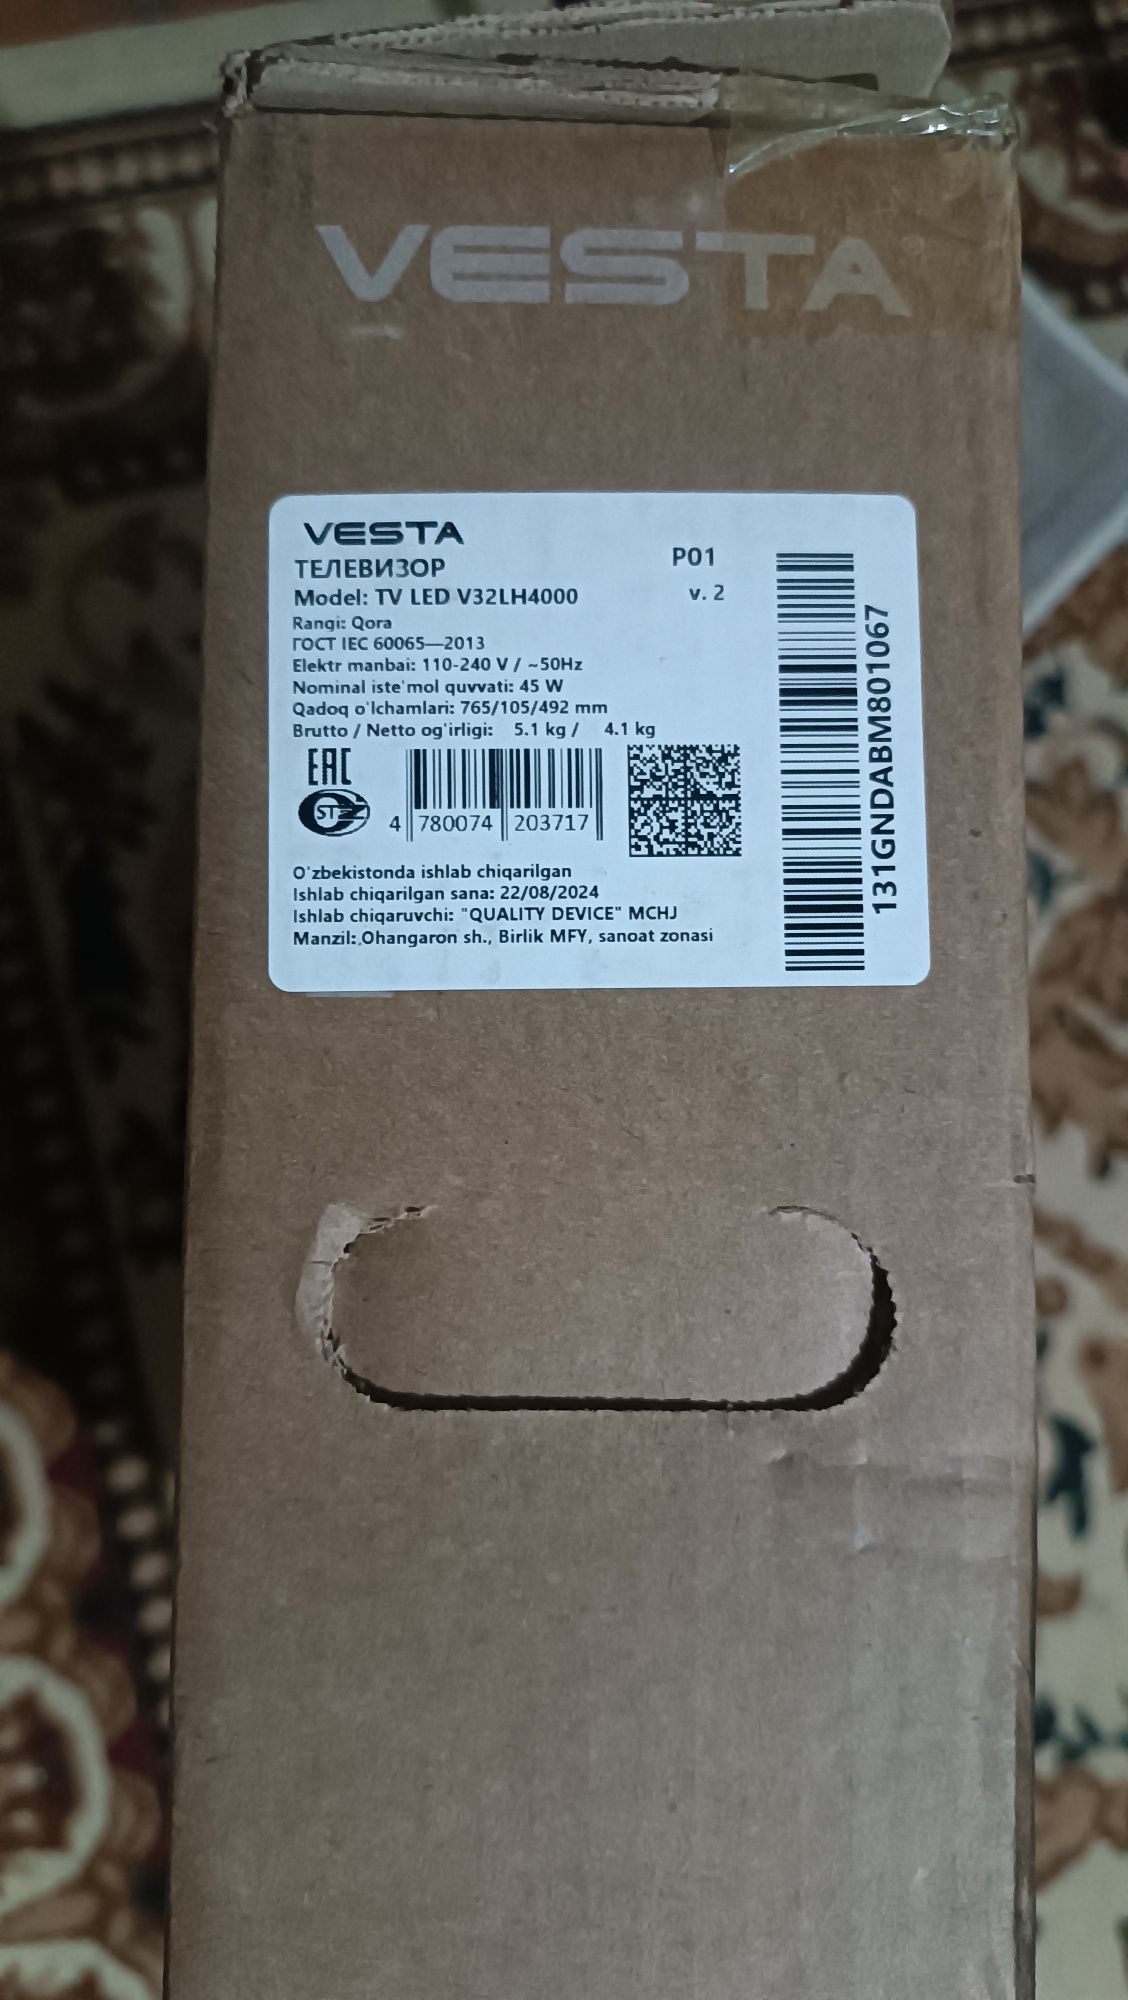 VESTA
VESTA
ТЕЛЕВИЗОР
P01
Model: TV LED V32LH4000
v. 2
Rangi: Qora
ГОСТ IEC 60065—2013
Elektr manbai: 110-240 V / ~50Hz
Nominal iste'mol quvvati: 45 W
Qadoq o'lchamlari: 765/105/492 mm
Brutto / Netto og'irligi: 5.1 kg / 4.1 kg
EAC
4 780074 203717
O'zbekistonda ishlab chiqarilgan
Ishlab chiqarilgan sana: 22/08/2024
Ishlab chiqaruvchi: "QUALITY DEVICE" MCHJ
Manzil: Ohangaron sh., Birlik MFY, sanoat zonasi
131GNDABM801067